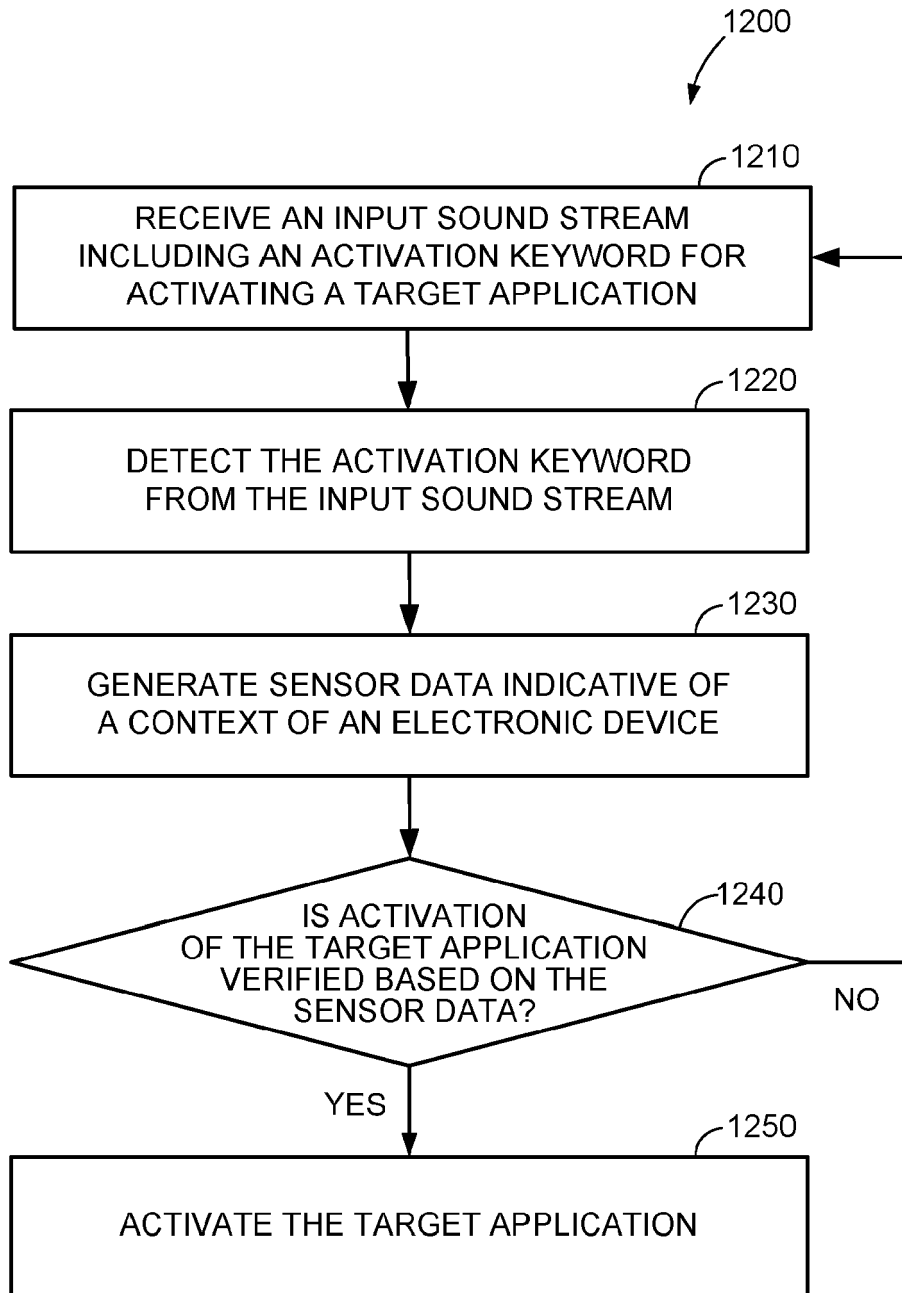 1200
1210
RECEIVE AN INPUT SOUND STREAM
INCLUDING AN ACTIVATION KEYWORD FOR
ACTIVATING A TARGET APPLICATION
1220
DETECT THE ACTIVATION KEYWORD
FROM THE INPUT SOUND STREAM
1230
GENERATE SENSOR DATA INDICATIVE OF
A CONTEXT OF AN ELECTRONIC DEVICE
1240
IS ACTIVATION
OF THE TARGET APPLICATION
VERIFIED BASED ON THE
SENSOR DATA?
NO
YES
1250
ACTIVATE THE TARGET APPLICATION